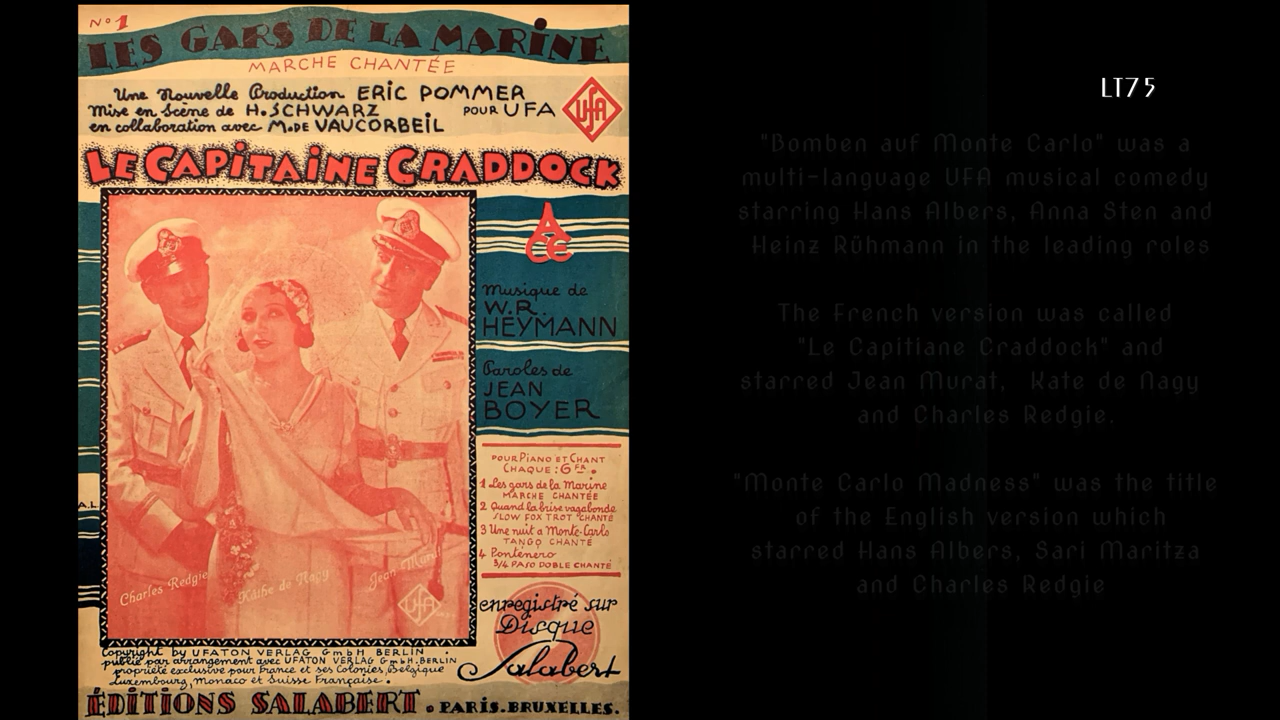 N° 1
LES GARS DE LA MARINE
MARCHE CHANTÉE
Une Nouvelle Production ERIC POMMER
Mise en Scène de H. SCHWARZ POUR UFA
en collaboration avec M. DE VAUCORBEIL
UFA
LE CAPITAINE CRADDOCK
ACE
Musique de
W.R.
HEYMANN
Paroles de
JEAN
BOYER
POUR PIANO ET CHANT
CHAQUE : 6 FR.
1 Les gars de la Marine
MARCHE CHANTÉE
2 Quand la brise vagabonde
SLOW FOX TROT CHANTÉ
3 Une nuit a Monte-Carlo
TANGO CHANTÉ
4 Pontenero
3/4 PASO DOBLE CHANTÉ
A.L.
Charles Redgie
Käthe de Nagy
Jean Murat
UFA
enregistré sur
Disque
Salabert
Copyright by UFATON VERLAG GmbH BERLIN.
publié par arrangement avec UFATON VERLAG GmbH. BERLIN
propriété exclusive pour France et ses Colonies, Belgique
Luxembourg, Monaco et Suisse Française.
ÉDITIONS SALABERT . PARIS. BRUXELLES.
LT75
"Bomben auf Monte Carlo" was a
multi-language UFA musical comedy
starring Hans Albers, Anna Sten and
Heinz Rühmann in the leading roles
The French version was called
"Le Capitiane Craddock" and
starred Jean Murat, Kate de Nagy
and Charles Redgie.
"Monte Carlo Madness" was the title
of the English version which
starred Hans Albers, Sari Maritza
and Charles Redgie